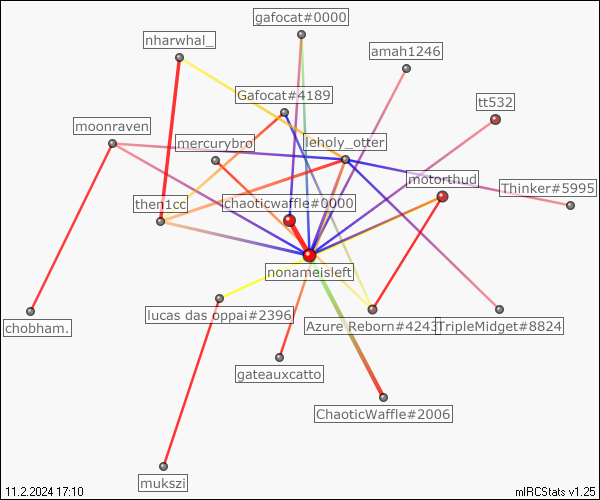 gafocat#0000
nharwhal_
amah1246
Gafocat#4189
tt532
moonraven
mercurybro
holly_otter
motorthud
Thinker#5995
then1cc
chaoticwaffle#0000
nonameisleft
lucas das oppai#2396
Azure Reborn#4243
TripleMidget#8824
chobham.
gateauxcatto
ChaoticWaffle#2006
mukszi
11.2.2024 17:10
mIRCStats v1.25